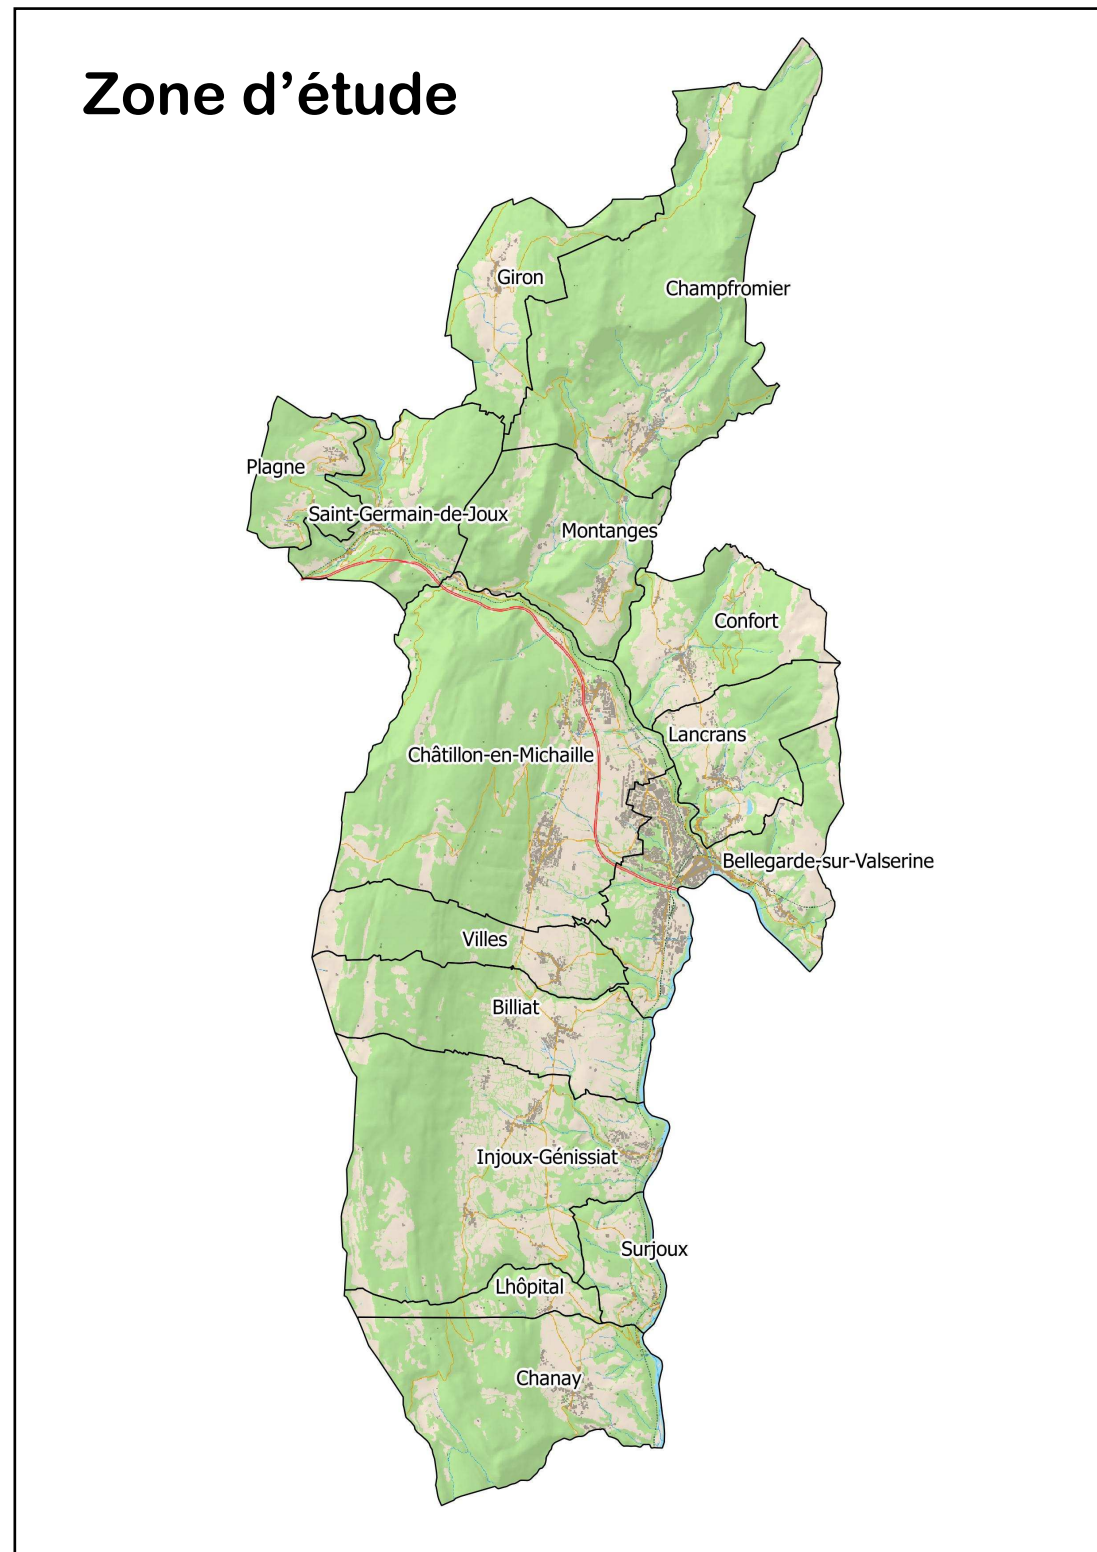 Zone d’étude
Giron
Champfromier
Plagne
Saint-Germain-de-Joux
Montanges
Confort
Lancrans
Châtillon-en-Michaille
Bellegarde-sur-Valserine
Villes
Billiat
Injoux-Génissiat
Surjoux
Lhôpital
Chanay